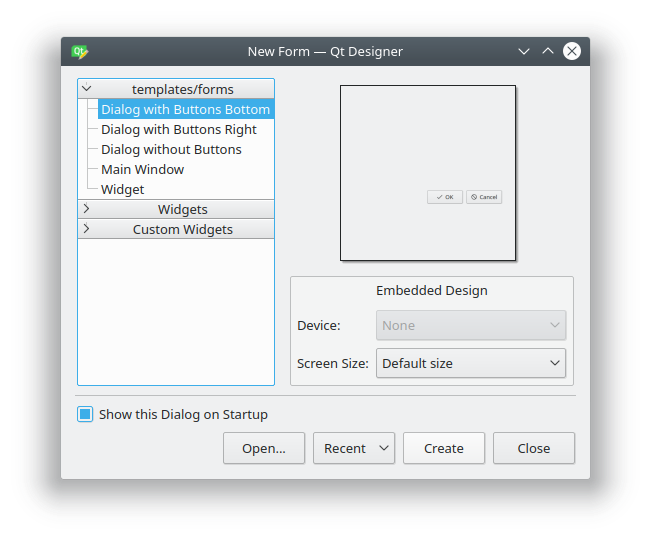 Qt
New Form — Qt Designer
templates/forms
Dialog with Buttons Bottom
Dialog with Buttons Right
Dialog without Buttons
Main Window
Widget
Widgets
Custom Widgets
OK
Cancel
Embedded Design
Device:
None
Screen Size:
Default size
Show this Dialog on Startup
Open...
Recent
Create
Close